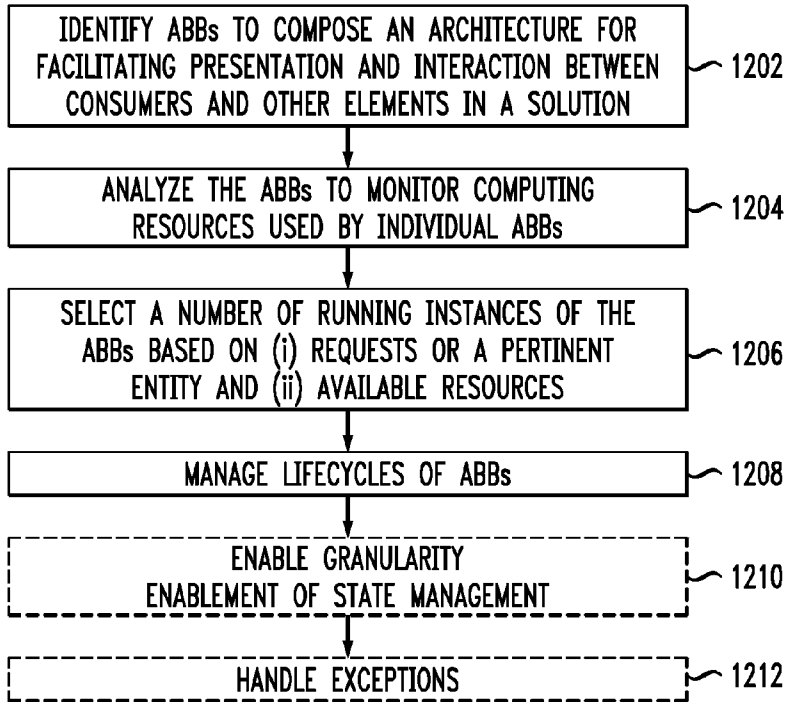 IDENTIFY ABBs TO COMPOSE AN ARCHITECTURE FOR
FACILITATING PRESENTATION AND INTERACTION BETWEEN
CONSUMERS AND OTHER ELEMENTS IN A SOLUTION
1202
ANALYZE THE ABBs TO MONITOR COMPUTING
RESOURCES USED BY INDIVIDUAL ABBs
1204
SELECT A NUMBER OF RUNNING INSTANCES OF THE
ABBs BASED ON (i) REQUESTS OR A PERTINENT
ENTITY AND (ii) AVAILABLE RESOURCES
1206
MANAGE LIFECYCLES OF ABBs
1208
ENABLE GRANULARITY
ENABLEMENT OF STATE MANAGEMENT
1210
HANDLE EXCEPTIONS
1212